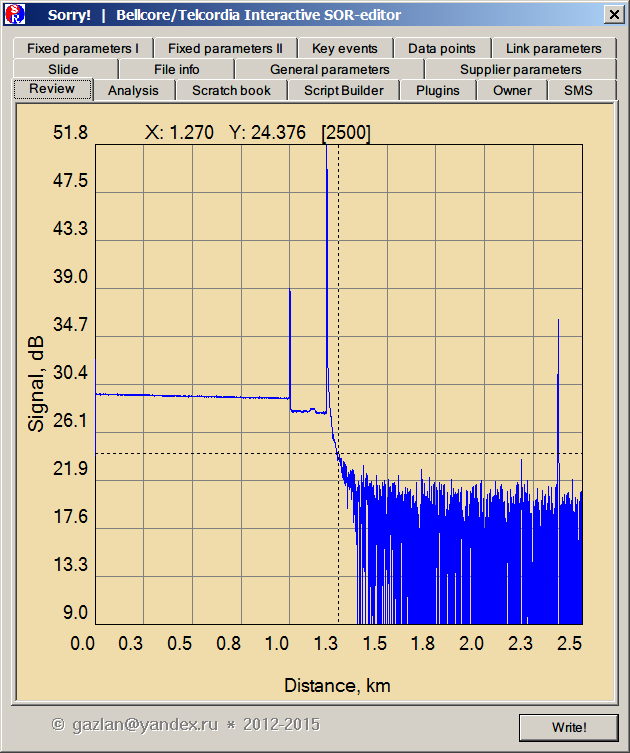 Sorry! | Bellcore/Telcordia Interactive SOR-editor
Fixed parameters I Fixed parameters II Key events Data points Link parameters
Slide File info General parameters Supplier parameters
Review Analysis Scratch book Script Builder Plugins Owner SMS
X: 1.270 Y: 24.376 [2500]
51.8
47.5
43.3
39.0
34.7
30.4
26.1
21.9
17.6
13.3
9.0
Signal, dB
0.0 0.3 0.5 0.8 1.0 1.3 1.5 1.8 2.0 2.3 2.5
Distance, km
© gazlan@yandex.ru * 2012-2015
Write!